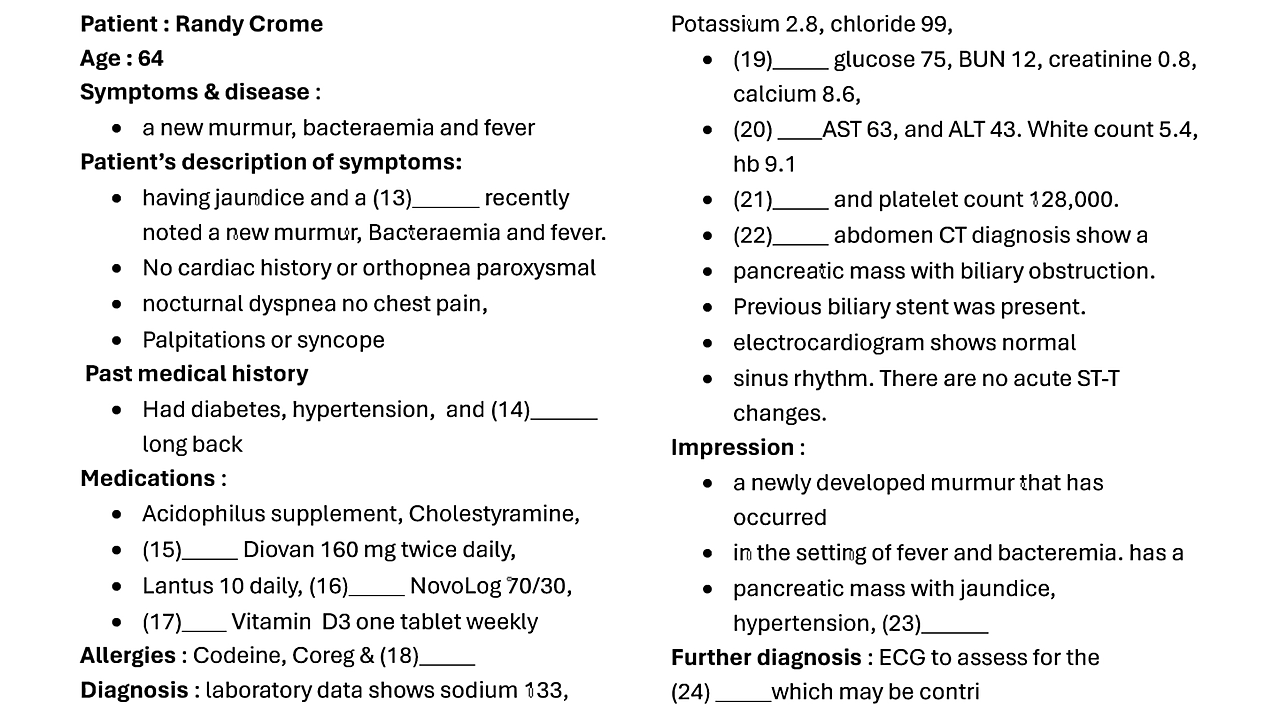 Patient : Randy Crome
Age : 64
Symptoms & disease :
• a new murmur, bacteraemia and fever
Patient's description of symptoms:
• having jaundice and a (13)______ recently
noted a new murmur, Bacteraemia and fever.
• No cardiac history or orthopnea paroxysmal
• nocturnal dyspnea no chest pain,
• Palpitations or syncope
Past medical history
• Had diabetes, hypertension, and (14)______
long back
Medications :
• Acidophilus supplement, Cholestyramine,
• (15)_____ Diovan 160 mg twice daily,
• Lantus 10 daily, (16)_____ NovoLog 70/30,
• (17)____ Vitamin D3 one tablet weekly
Allergies : Codeine, Coreg & (18)_____
Diagnosis : laboratory data shows sodium 133,
Potassium 2.8, chloride 99,
• (19)_____ glucose 75, BUN 12, creatinine 0.8,
calcium 8.6,
• (20) ____AST 63, and ALT 43. White count 5.4,
hb 9.1
• (21)_____ and platelet count 128,000.
• (22)_____ abdomen CT diagnosis show a
• pancreatic mass with biliary obstruction.
• Previous biliary stent was present.
• electrocardiogram shows normal
• sinus rhythm. There are no acute ST-T
changes.
Impression :
• a newly developed murmur that has
occurred
• in the setting of fever and bacteremia. has a
• pancreatic mass with jaundice,
hypertension, (23)______
Further diagnosis : ECG to assess for the
(24) _____which may be contri